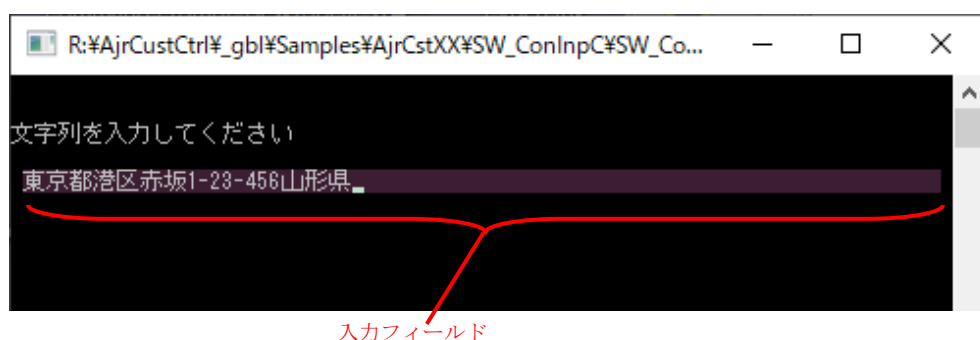 R:¥AjrCustCtrl¥_gbl¥Samples¥AjrCstXX¥SW_ConInpC¥SW_Co...
文字列を入力してください
東京都港区赤坂1-23-456山形県
入力フィールド